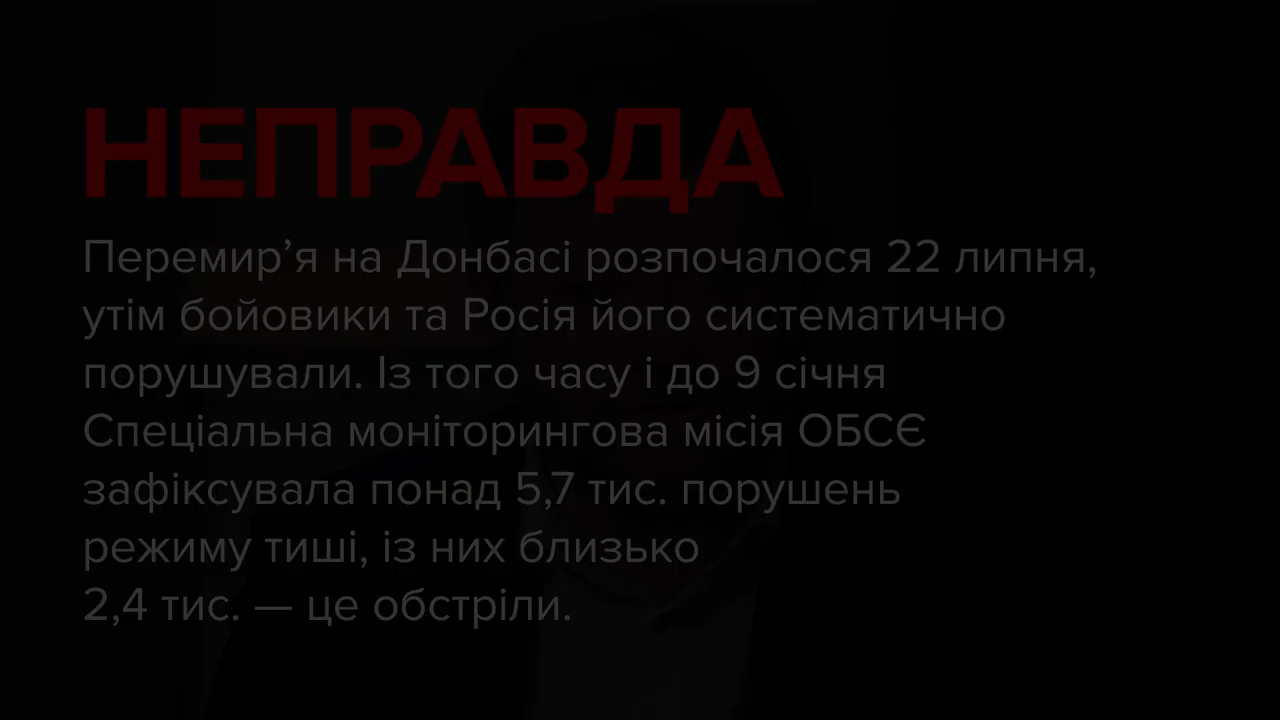 НЕПРАВДА
Перемир’я на Донбасі розпочалося 22 липня,
утім бойовики та Росія його систематично
порушували. Із того часу і до 9 січня
Спеціальна моніторингова місія ОБСЄ
зафіксувала понад 5,7 тис. порушень
режиму тиші, із них близько
2,4 тис. — це обстріли.